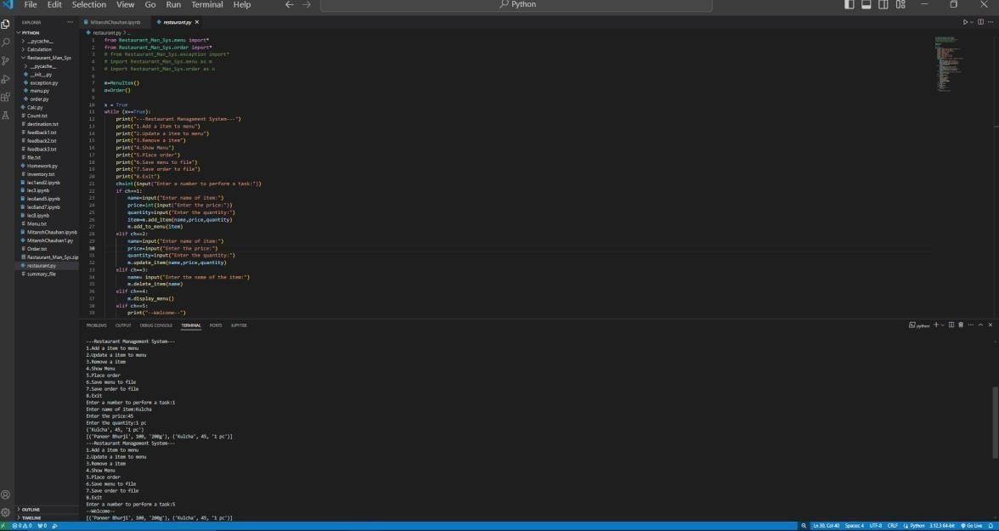 File Edit Selection View Go Run Terminal Help
Python
EXPLORER
PYTHON
__pycache__
Calculation
Restaurant_Man_Sys
__pycache__
__init__.py
exception.py
menu.py
order.py
Calc.py
Count.txt
destination.txt
feedback1.txt
feedback2.txt
feedback3.txt
file.txt
Homework.py
Inventory.txt
lec1and2.ipynb
lec3.ipynb
lec4and5.ipynb
lec6and7.ipynb
lec8.ipynb
Menu.txt
MitanshChauhan.ipynb
MitanshChauhan1.py
Order.txt
Restaurant_Man_Sys.zip
restaurant.py
summary_file
OUTLINE
TIMELINE
MitanshChauhan.ipynb restaurant.py
restaurant.py > ...
1 from Restaurant_Man_Sys.menu import*
2 from Restaurant_Man_Sys.order import*
3 # from Restaurant_Man_Sys.exception import*
4 # import Restaurant_Man_Sys.menu as m
5 # import Restaurant_Man_Sys.order as o
6
7 m=MenuItem()
8 o=Order()
9
10 x = True
11 while (x==True):
12 print("---Restaurant Management System---")
13 print("1.Add a item to menu")
14 print("2.Update a item to menu")
15 print("3.Remove a item")
16 print("4.Show Menu")
17 print("5.Place order")
18 print("6.Save menu to file")
19 print("7.Save order to file")
20 print("8.Exit")
21 ch=int(input("Enter a number to perform a task:"))
22 if ch==1:
23 name=input("Enter name of item:")
24 price=int(input("Enter the price:"))
25 quantity=input("Enter the quantity:")
26 item=m.add_item(name,price,quantity)
27 m.add_to_menu(item)
28 elif ch==2:
29 name=input("Enter name of item:")
30 price=input("Enter the price:")
31 quantity=input("Enter the quantity:")
32 m.update_item(name,price,quantity)
33 elif ch==3:
34 name= input("Enter the name of the item:")
35 m.delete_item(name)
36 elif ch==4:
37 m.display_menu()
38 elif ch==5:
39 print("--Welcome--")
PROBLEMS OUTPUT DEBUG CONSOLE TERMINAL PORTS JUPYTER
python
---Restaurant Management System---
1.Add a item to menu
2.Update a item to menu
3.Remove a item
4.Show Menu
5.Place order
6.Save menu to file
7.Save order to file
8.Exit
Enter a number to perform a task:1
Enter name of item:Kulcha
Enter the price:45
Enter the quantity:1 pc
('Kulcha', 45, '1 pc')
[('Paneer Bhurji', 100, '200g'), ('Kulcha', 45, '1 pc')]
---Restaurant Management System---
1.Add a item to menu
2.Update a item to menu
3.Remove a item
4.Show Menu
5.Place order
6.Save menu to file
7.Save order to file
8.Exit
Enter a number to perform a task:5
--Welcome--
[('Paneer Bhurji', 100, '200g'), ('Kulcha', 45, '1 pc')]
0 0 0 Ln 30, Col 40 Spaces: 4 UTF-8 CRLF Python 3.12.3 64-bit Go Live